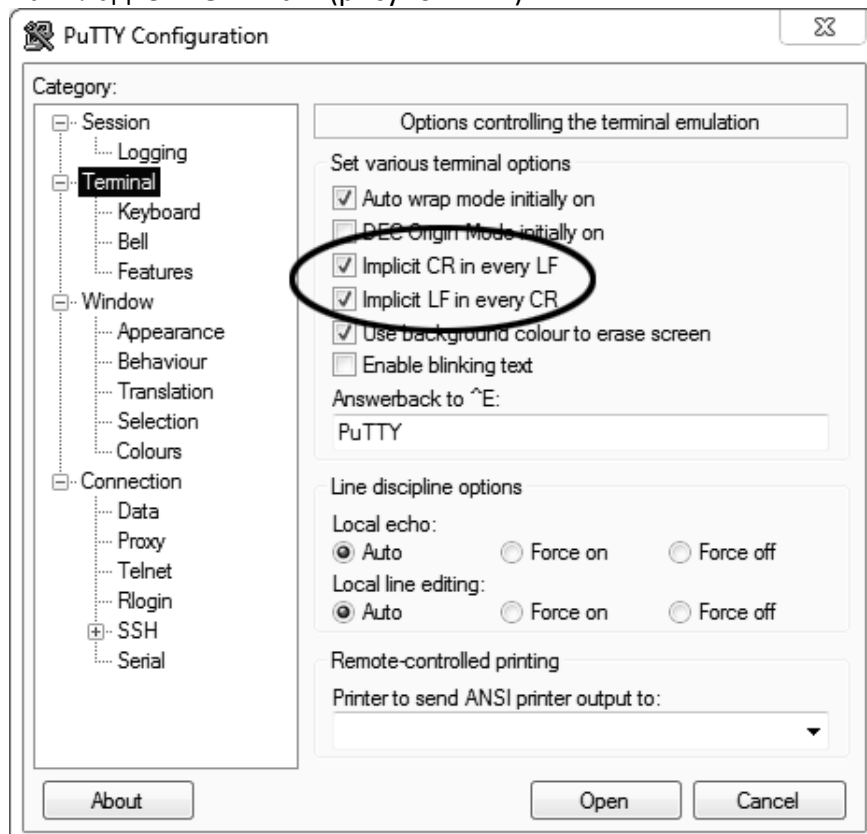 PuTTY Configuration
Category:
Session
Logging
Terminal
Keyboard
Bell
Features
Window
Appearance
Behaviour
Translation
Selection
Colours
Connection
Data
Proxy
Telnet
Rlogin
SSH
Serial
Options controlling the terminal emulation
Set various terminal options
Auto wrap mode initially on
DEC Origin Mode initially on
Implicit CR in every LF
Implicit LF in every CR
Use background colour to erase screen
Enable blinking text
Answerback to ^E:
PuTTY
Line discipline options
Local echo:
Auto Force on Force off
Local line editing:
Auto Force on Force off
Remote-controlled printing
Printer to send ANSI printer output to:
About Open Cancel